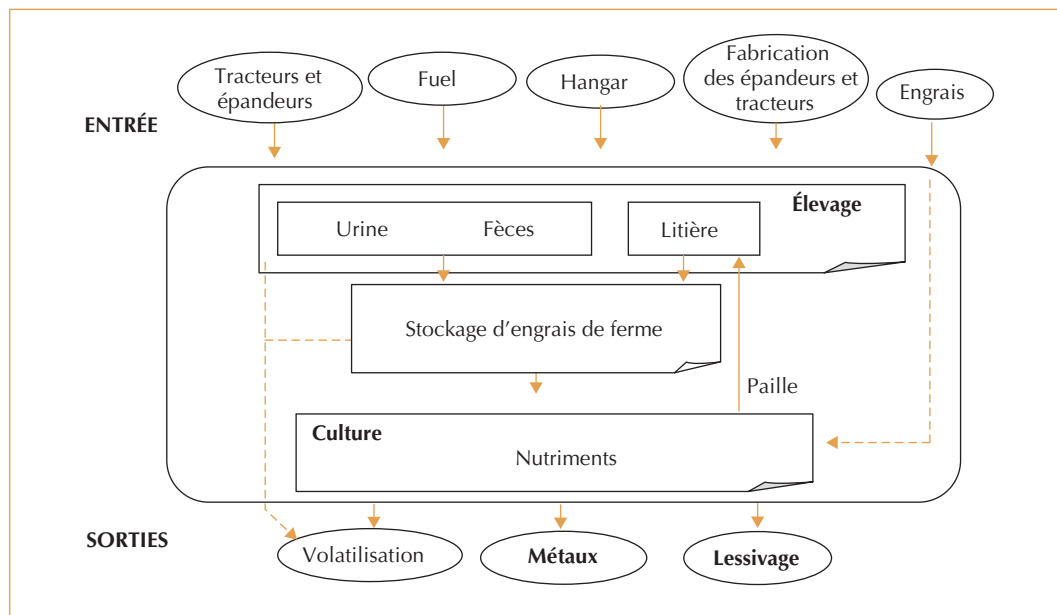 Tracteurs et
épandeurs
Fuel
Hangar
Fabrication
des épandeurs et
tracteurs
Engrais
ENTRÉE
Élevage
Urine
Fèces
Litière
Stockage d'engrais de ferme
Paille
Culture
Nutriments
SORTIES
Volatilisation
Métaux
Lessivage